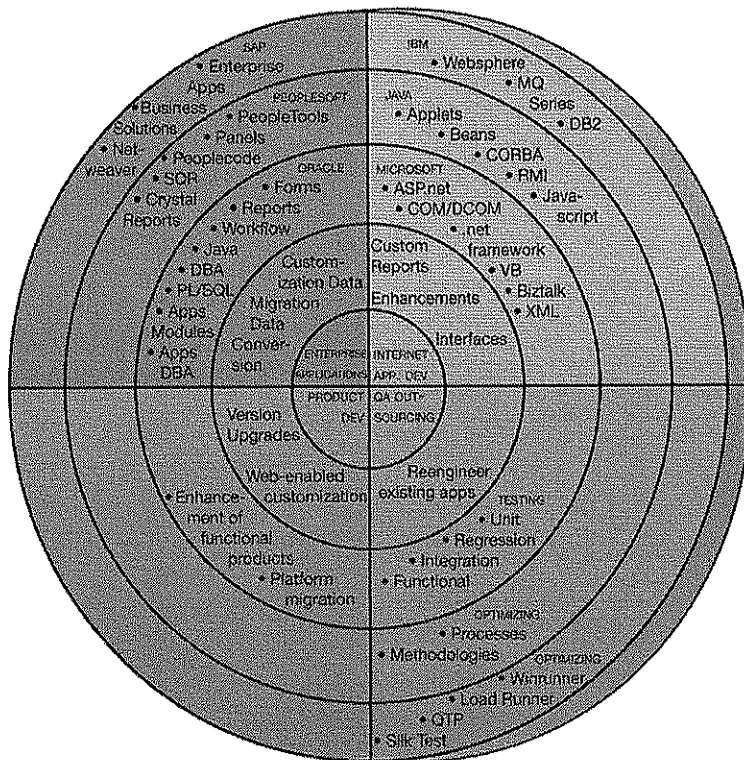 SAP
• Enterprise
Apps
• Business
Solutions
• Net-
weaver
PEOPLESOFT
• PeopleTools
• Panels
• Peoplecode
• SQR
• Crystal
Reports
ORACLE
• Forms
• Reports
• Workflow
• Java
• DBA
• PL/SQL
• Apps
Modules
• Apps
DBA
Custom-
ization Data
Migration
Data
Conver-
sion
ENTERPRISE
APPLICATIONS
IBM
• Websphere
• MQ
Series
• DB2
JAVA
• Applets
• Beans
• CORBA
• RMI
• Java-
script
MICROSOFT
• ASP.net
• COM/DCOM
• .net
framework
• VB
• Biztalk
• XML
Custom
Reports
Enhancements
Interfaces
INTERNET
APP. DEV
PRODUCT
DEV
Version
Upgrades
Web-enabled
customization
• Enhance-
ment of
functional
products
• Platform
migration
QA OUT-
SOURCING
Reengineer
existing apps
TESTING
• Unit
• Regression
• Integration
• Functional
OPTIMIZING
• Processes
• Methodologies
OPTIMIZING
• Winrunner
• Load Runner
• QTP
• Silk Test